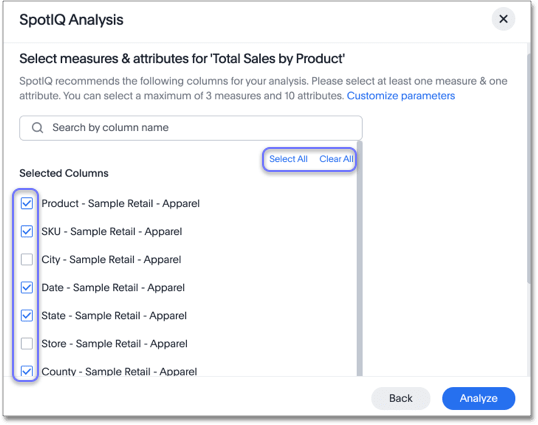 SpotIQ Analysis
Select measures & attributes for 'Total Sales by Product'
SpotIQ recommends the following columns for your analysis. Please select at least one measure & one
attribute. You can select a maximum of 3 measures and 10 attributes. Customize parameters
Search by column name
Select All Clear All
Selected Columns
Product - Sample Retail - Apparel
SKU - Sample Retail - Apparel
City - Sample Retail - Apparel
Date - Sample Retail - Apparel
State - Sample Retail - Apparel
Store - Sample Retail - Apparel
County - Sample Retail - Apparel
Back Analyze